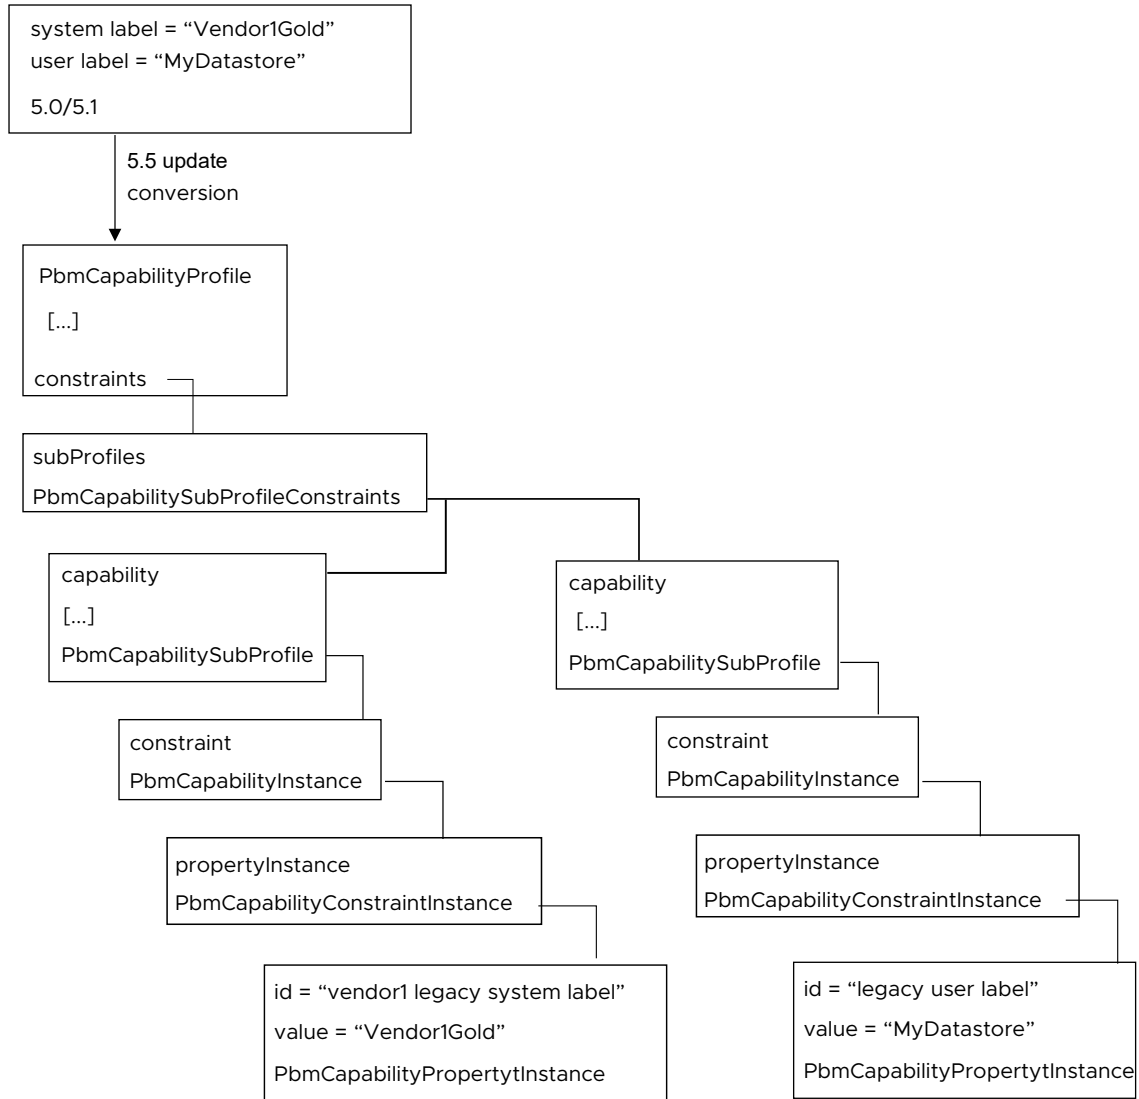 system label = “Vendor1Gold”
user label = “MyDatastore”
5.0/5.1
5.5 update
conversion
PbmCapabilityProfile
[...]
constraints
subProfiles
PbmCapabilitySubProfileConstraints
capability
[...]
PbmCapabilitySubProfile
constraint
PbmCapabilityInstance
propertyInstance
PbmCapabilityConstraintInstance
id = “vendor1 legacy system label”
value = “Vendor1Gold”
PbmCapabilityPropertytInstance
capability
[...]
PbmCapabilitySubProfile
constraint
PbmCapabilityInstance
propertyInstance
PbmCapabilityConstraintInstance
id = “legacy user label”
value = “MyDatastore”
PbmCapabilityPropertytInstance